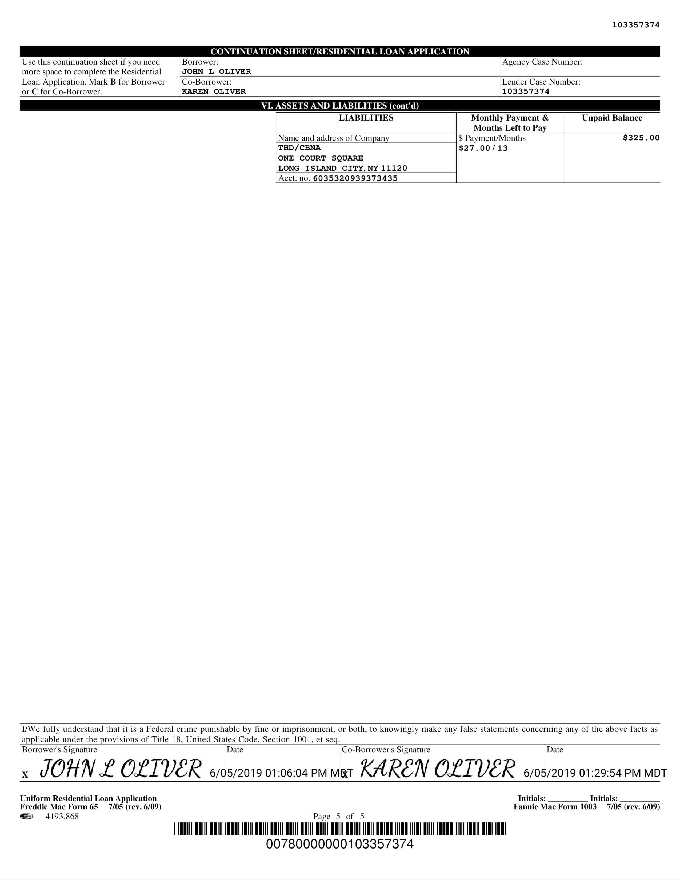 103357374
CONTINUATION SHEET/RESIDENTIAL LOAN APPLICATION
Use this continuation sheet if you need more space to complete the Residential Loan Application. Mark B for Borrower or C for Co-Borrower.
Borrower:
JOHN L OLIVER
Agency Case Number:
Co-Borrower:
KAREN OLIVER
Lender Case Number:
103357374
VI. ASSETS AND LIABILITIES (cont'd)
LIABILITIES
Monthly Payment & Months Left to Pay
Unpaid Balance
Name and address of Company
$ Payment/Months
$325.00
THD/CBNA
$27.00/13
ONE COURT SQUARE
LONG ISLAND CITY,NY 11120
Acct. no. 6035320939373435
I/We fully understand that it is a Federal crime punishable by fine or imprisonment, or both, to knowingly make any false statements concerning any of the above facts as
applicable under the provisions of Title 18, United States Code, Section 1001, et seq.
Borrower's Signature Date Co-Borrower's Signature Date
X JOHN L OLIVER 6/05/2019 01:06:04 PM MDT X KAREN OLIVER 6/05/2019 01:29:54 PM MDT
Uniform Residential Loan Application Initials: Initials:
Freddie Mac Form 65 7/05 (rev. 6/09) Fannie Mae Form 1003 7/05 (rev. 6/09)
4193.868 Page 5 of 5
00780000000103357374